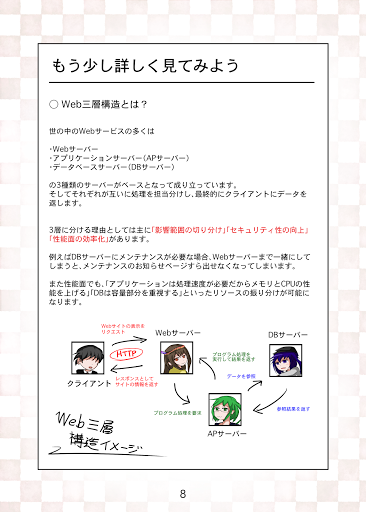 もう少し詳しく見てみよう
○ Web三層構造とは？
世の中のWebサービスの多くは
・Webサーバー
・アプリケーションサーバー(APサーバー)
・データベースサーバー(DBサーバー)
の3種類のサーバーがベースとなって成り立っています。
そしてそれぞれが互いに処理を担当分けし、最終的にクライアントにデータを
返します。
3層に分ける理由としては主に「影響範囲の切り分け」「セキュリティ性の向上」
「性能面の効率化」があります。
例えばDBサーバーにメンテナンスが必要な場合、Webサーバーまで一緒にして
しまうと、メンテナンスのお知らせページすら出せなくなってしまいます。
また性能面でも、「アプリケーションは処理速度が必要だからメモリとCPUの性
能を上げる」「DBは容量部分を重視する」といったリソースの振り分けが可能に
なります。
Webサイトの表示を
リクエスト
HTTP
レスポンスとして
サイトの情報を返す
クライアント
Webサーバー
プログラム処理を
実行して結果を返す
プログラム処理を要求
APサーバー
データを参照
参照結果を返す
DBサーバー
Web三層
構造イメージ
8